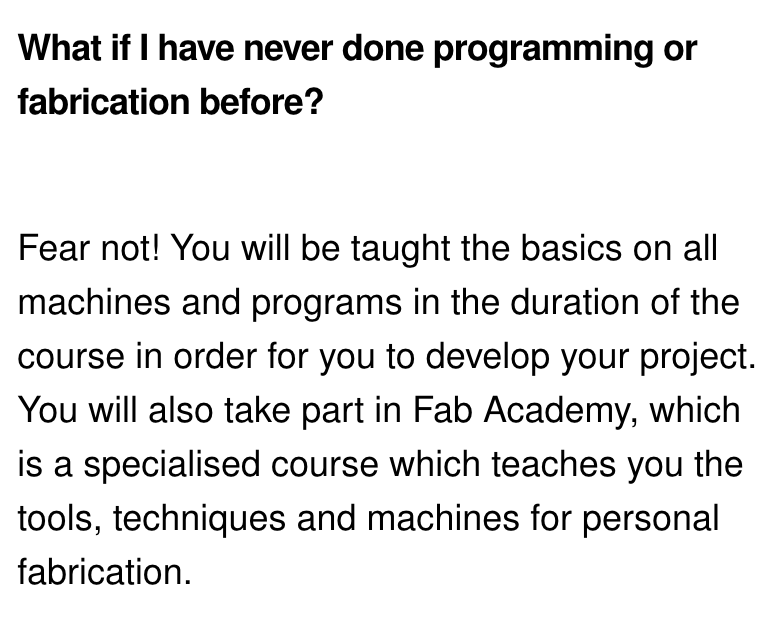 What if I have never done programming or
fabrication before?
Fear not! You will be taught the basics on all
machines and programs in the duration of the
course in order for you to develop your project.
You will also take part in Fab Academy, which
is a specialised course which teaches you the
tools, techniques and machines for personal
fabrication.